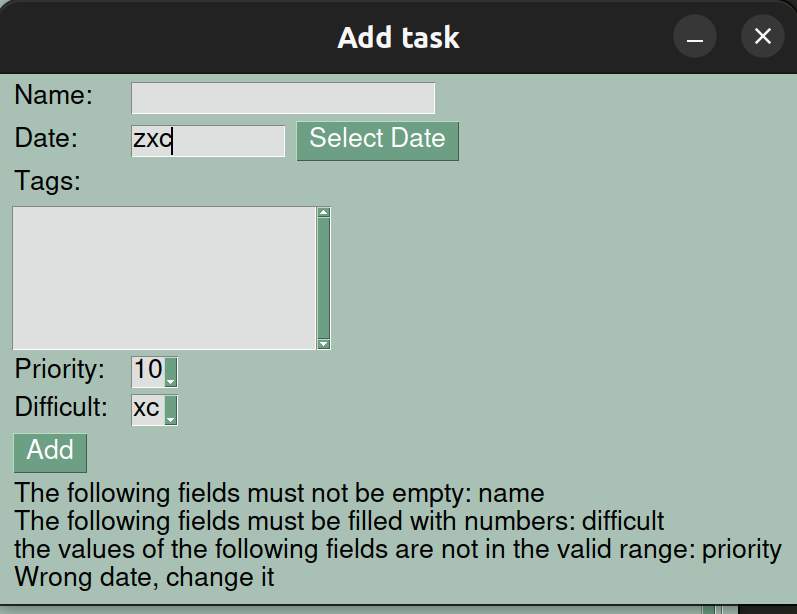 Add task
Name:
Date: zxc Select Date
Tags:
Priority: 10
Difficult: xc
Add
The following fields must not be empty: name
The following fields must be filled with numbers: difficult
the values of the following fields are not in the valid range: priority
Wrong date, change it